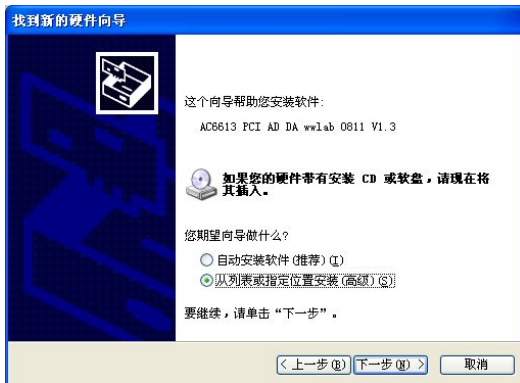 找到新的硬件向导
这个向导帮助您安装软件:
AC6613 PCI AD DA wwlab 0811 V1.3
如果您的硬件带有安装 CD 或软盘，请现在将
其插入。
您期望向导做什么?
自动安装软件(推荐)(I)
从列表或指定位置安装(高级)(S)
要继续，请单击“下一步”。
< 上一步(B)
下一步(N) >
取消